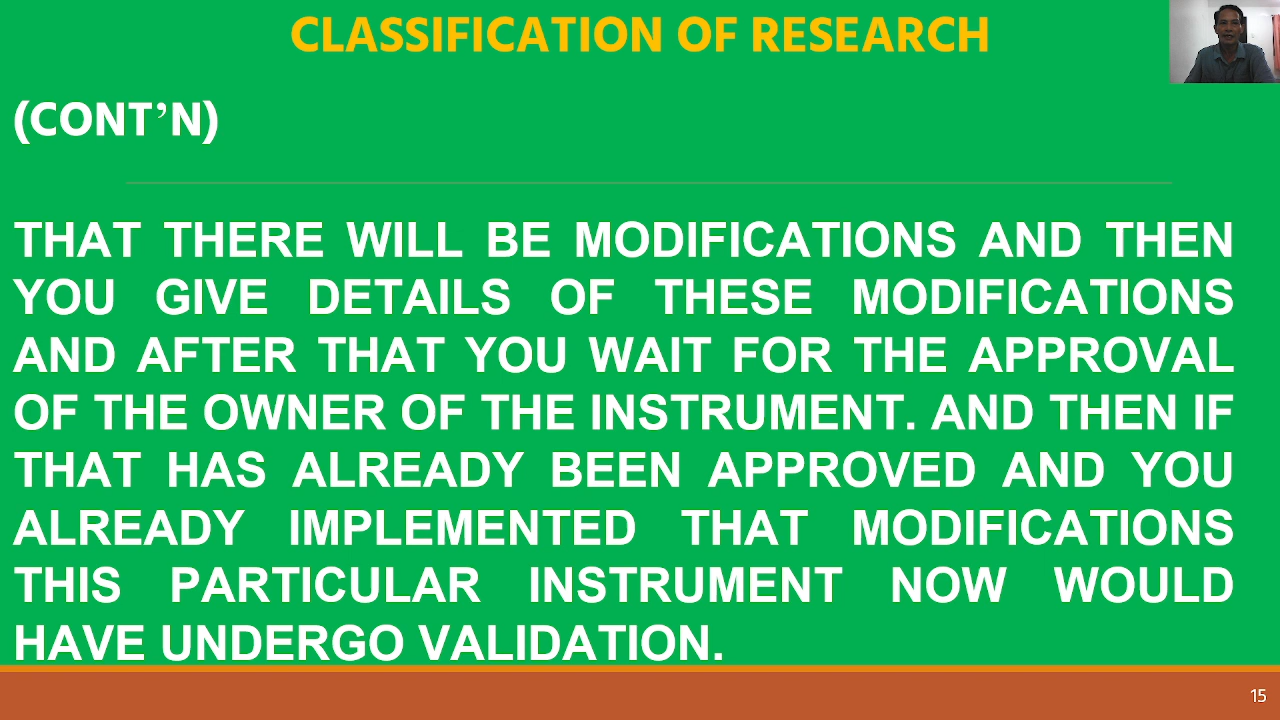 CLASSIFICATION OF RESEARCH
(CONT’N)
THAT THERE WILL BE MODIFICATIONS AND THEN
YOU GIVE DETAILS OF THESE MODIFICATIONS
AND AFTER THAT YOU WAIT FOR THE APPROVAL
OF THE OWNER OF THE INSTRUMENT. AND THEN IF
THAT HAS ALREADY BEEN APPROVED AND YOU
ALREADY IMPLEMENTED THAT MODIFICATIONS
THIS PARTICULAR INSTRUMENT NOW WOULD
HAVE UNDERGO VALIDATION.
15